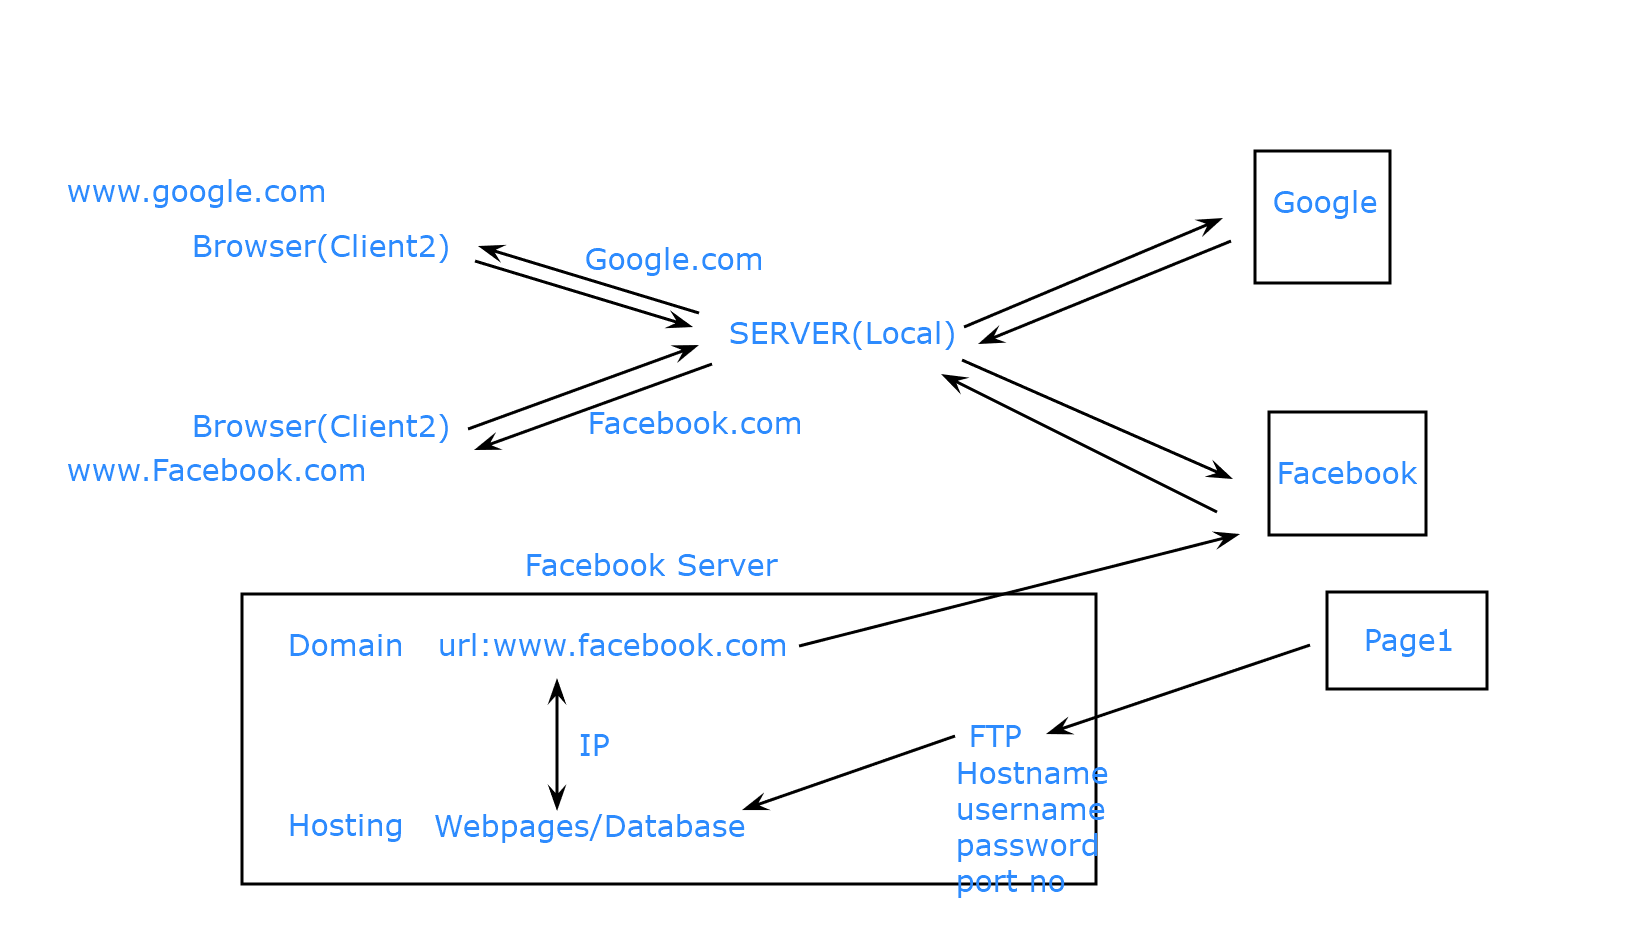 www.google.com
Browser(Client2)
Google.com
Google
SERVER(Local)
Browser(Client2)
Facebook.com
www.Facebook.com
Facebook
Facebook Server
Domain url:www.facebook.com
Page1
IP
FTP
Hostname
username
password
port no
Hosting Webpages/Database